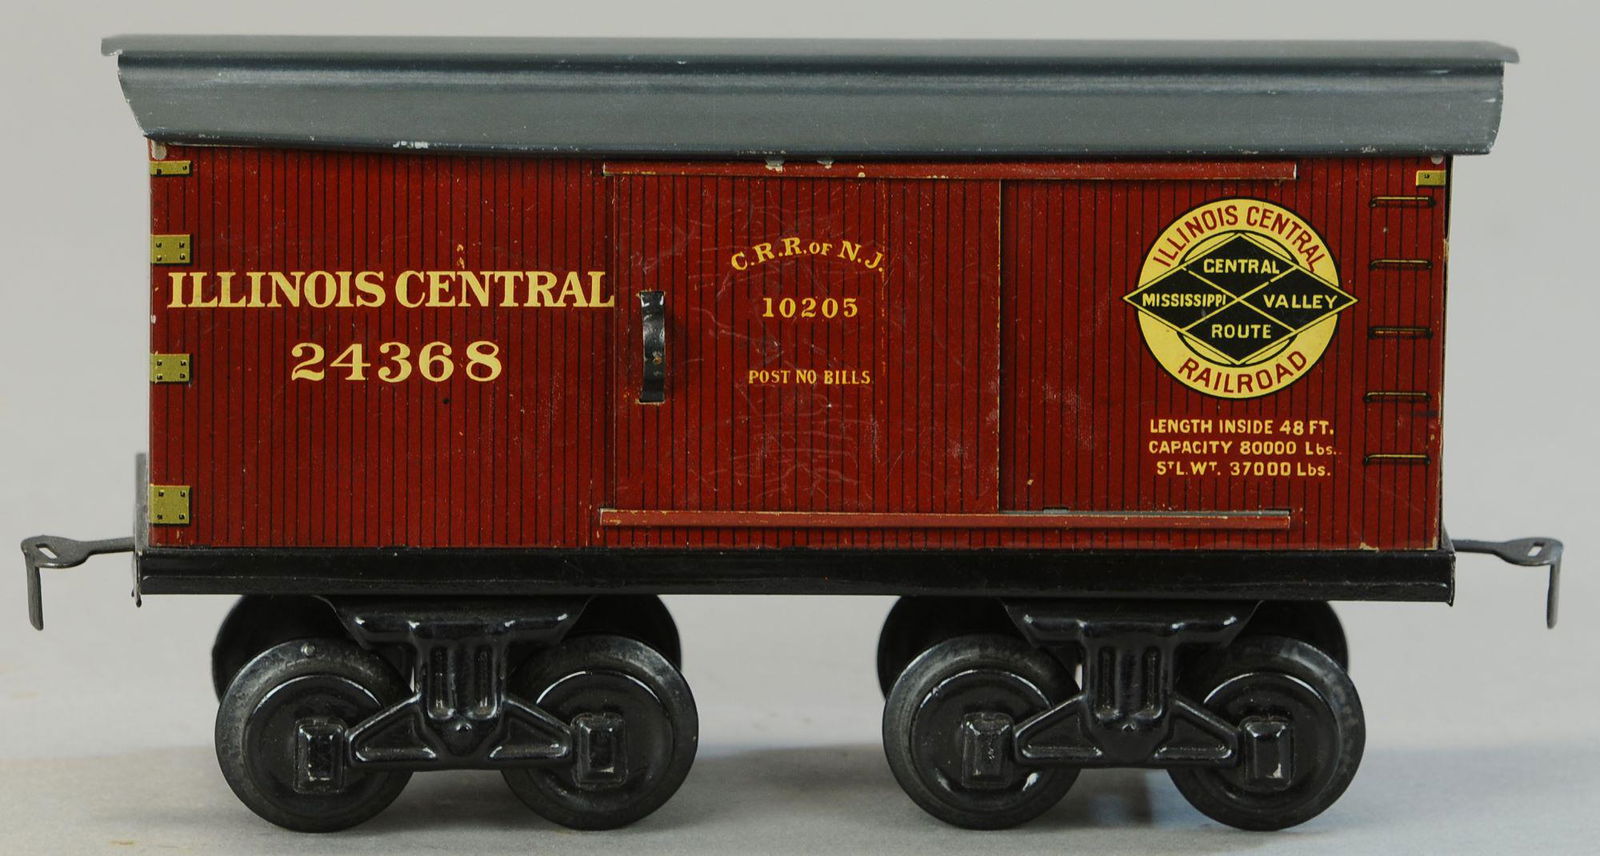 ILLINOIS CENTRAL
24368
C.R.R. OF N.J.
10205
POST NO BILLS
ILLINOIS CENTRAL
CENTRAL
MISSISSIPPI VALLEY
ROUTE
RAILROAD
LENGTH INSIDE 48 FT.
CAPACITY 80000 Lbs.
ST L. WT. 37000 Lbs.